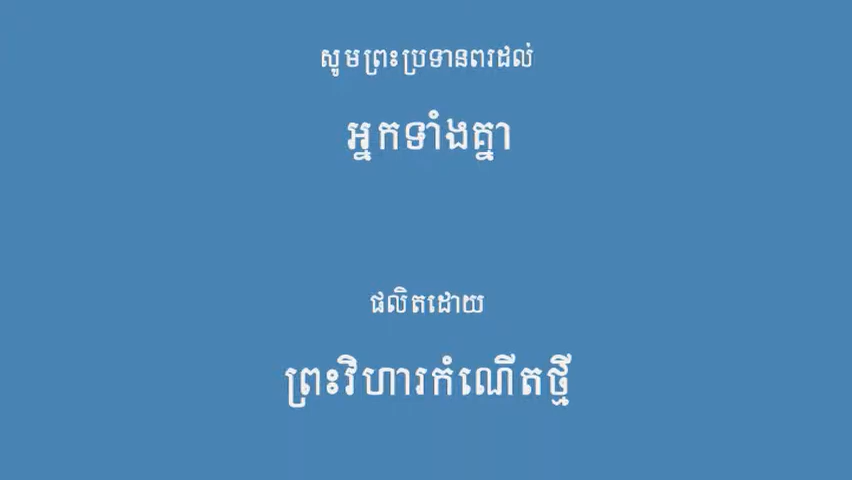 សូមព្រះប្រទានពរដល់
អ្នកទាំងគ្នា
ផលិតដោយ
ព្រះវិហារកំណើតថ្មី